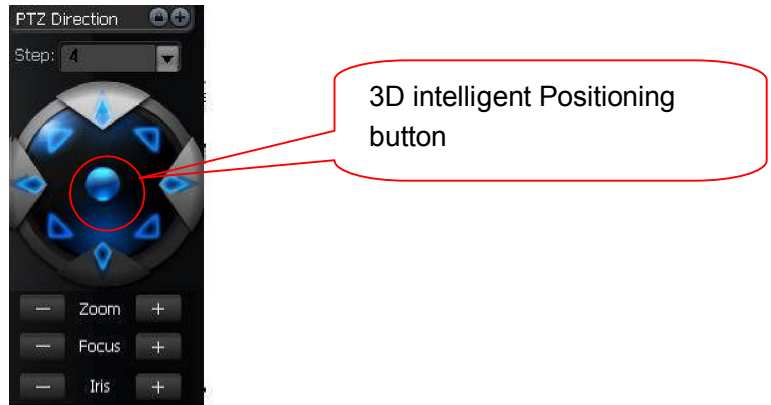 PTZ Direction
Step: 4
3D intelligent Positioning
button
— Zoom +
— Focus +
— Iris +